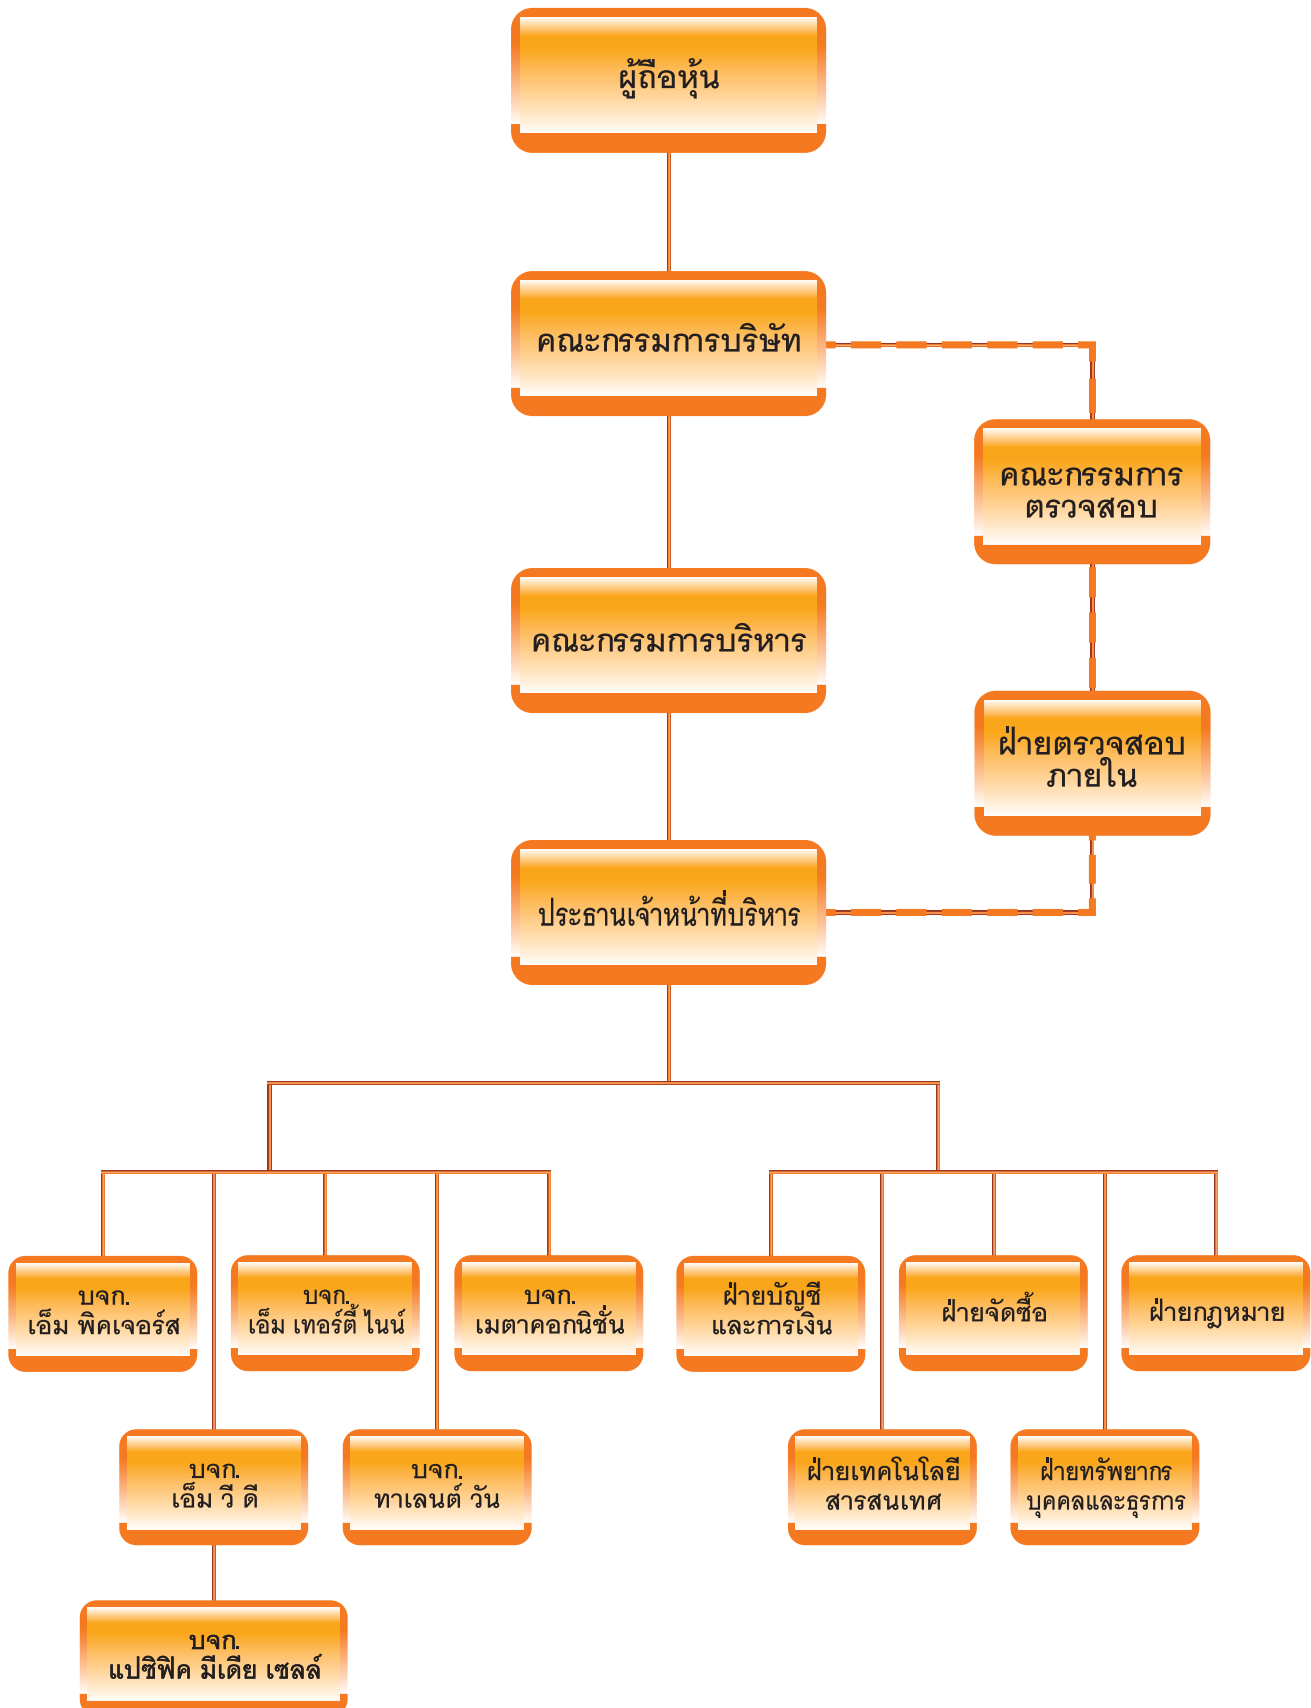 ผู้ถือหุ้น
คณะกรรมการบริษัท
คณะกรรมการ
ตรวจสอบ
คณะกรรมการบริหาร
ฝ่ายตรวจสอบ
ภายใน
ประธานเจ้าหน้าที่บริหาร
บจก.
เอ็ม พิคเจอร์ส
บจก.
เอ็ม เทอร์ตี้ ไนน์
บจก.
เมตาคอกนิชั่น
ฝ่ายบัญชี
และการเงิน
ฝ่ายจัดซื้อ
ฝ่ายกฎหมาย
บจก.
เอ็ม วี ดี
บจก.
ทาเลนต์ วัน
ฝ่ายเทคโนโลยี
สารสนเทศ
ฝ่ายทรัพยากร
บุคคลและธุรการ
บจก.
แปซิฟิค มีเดีย เซลล์